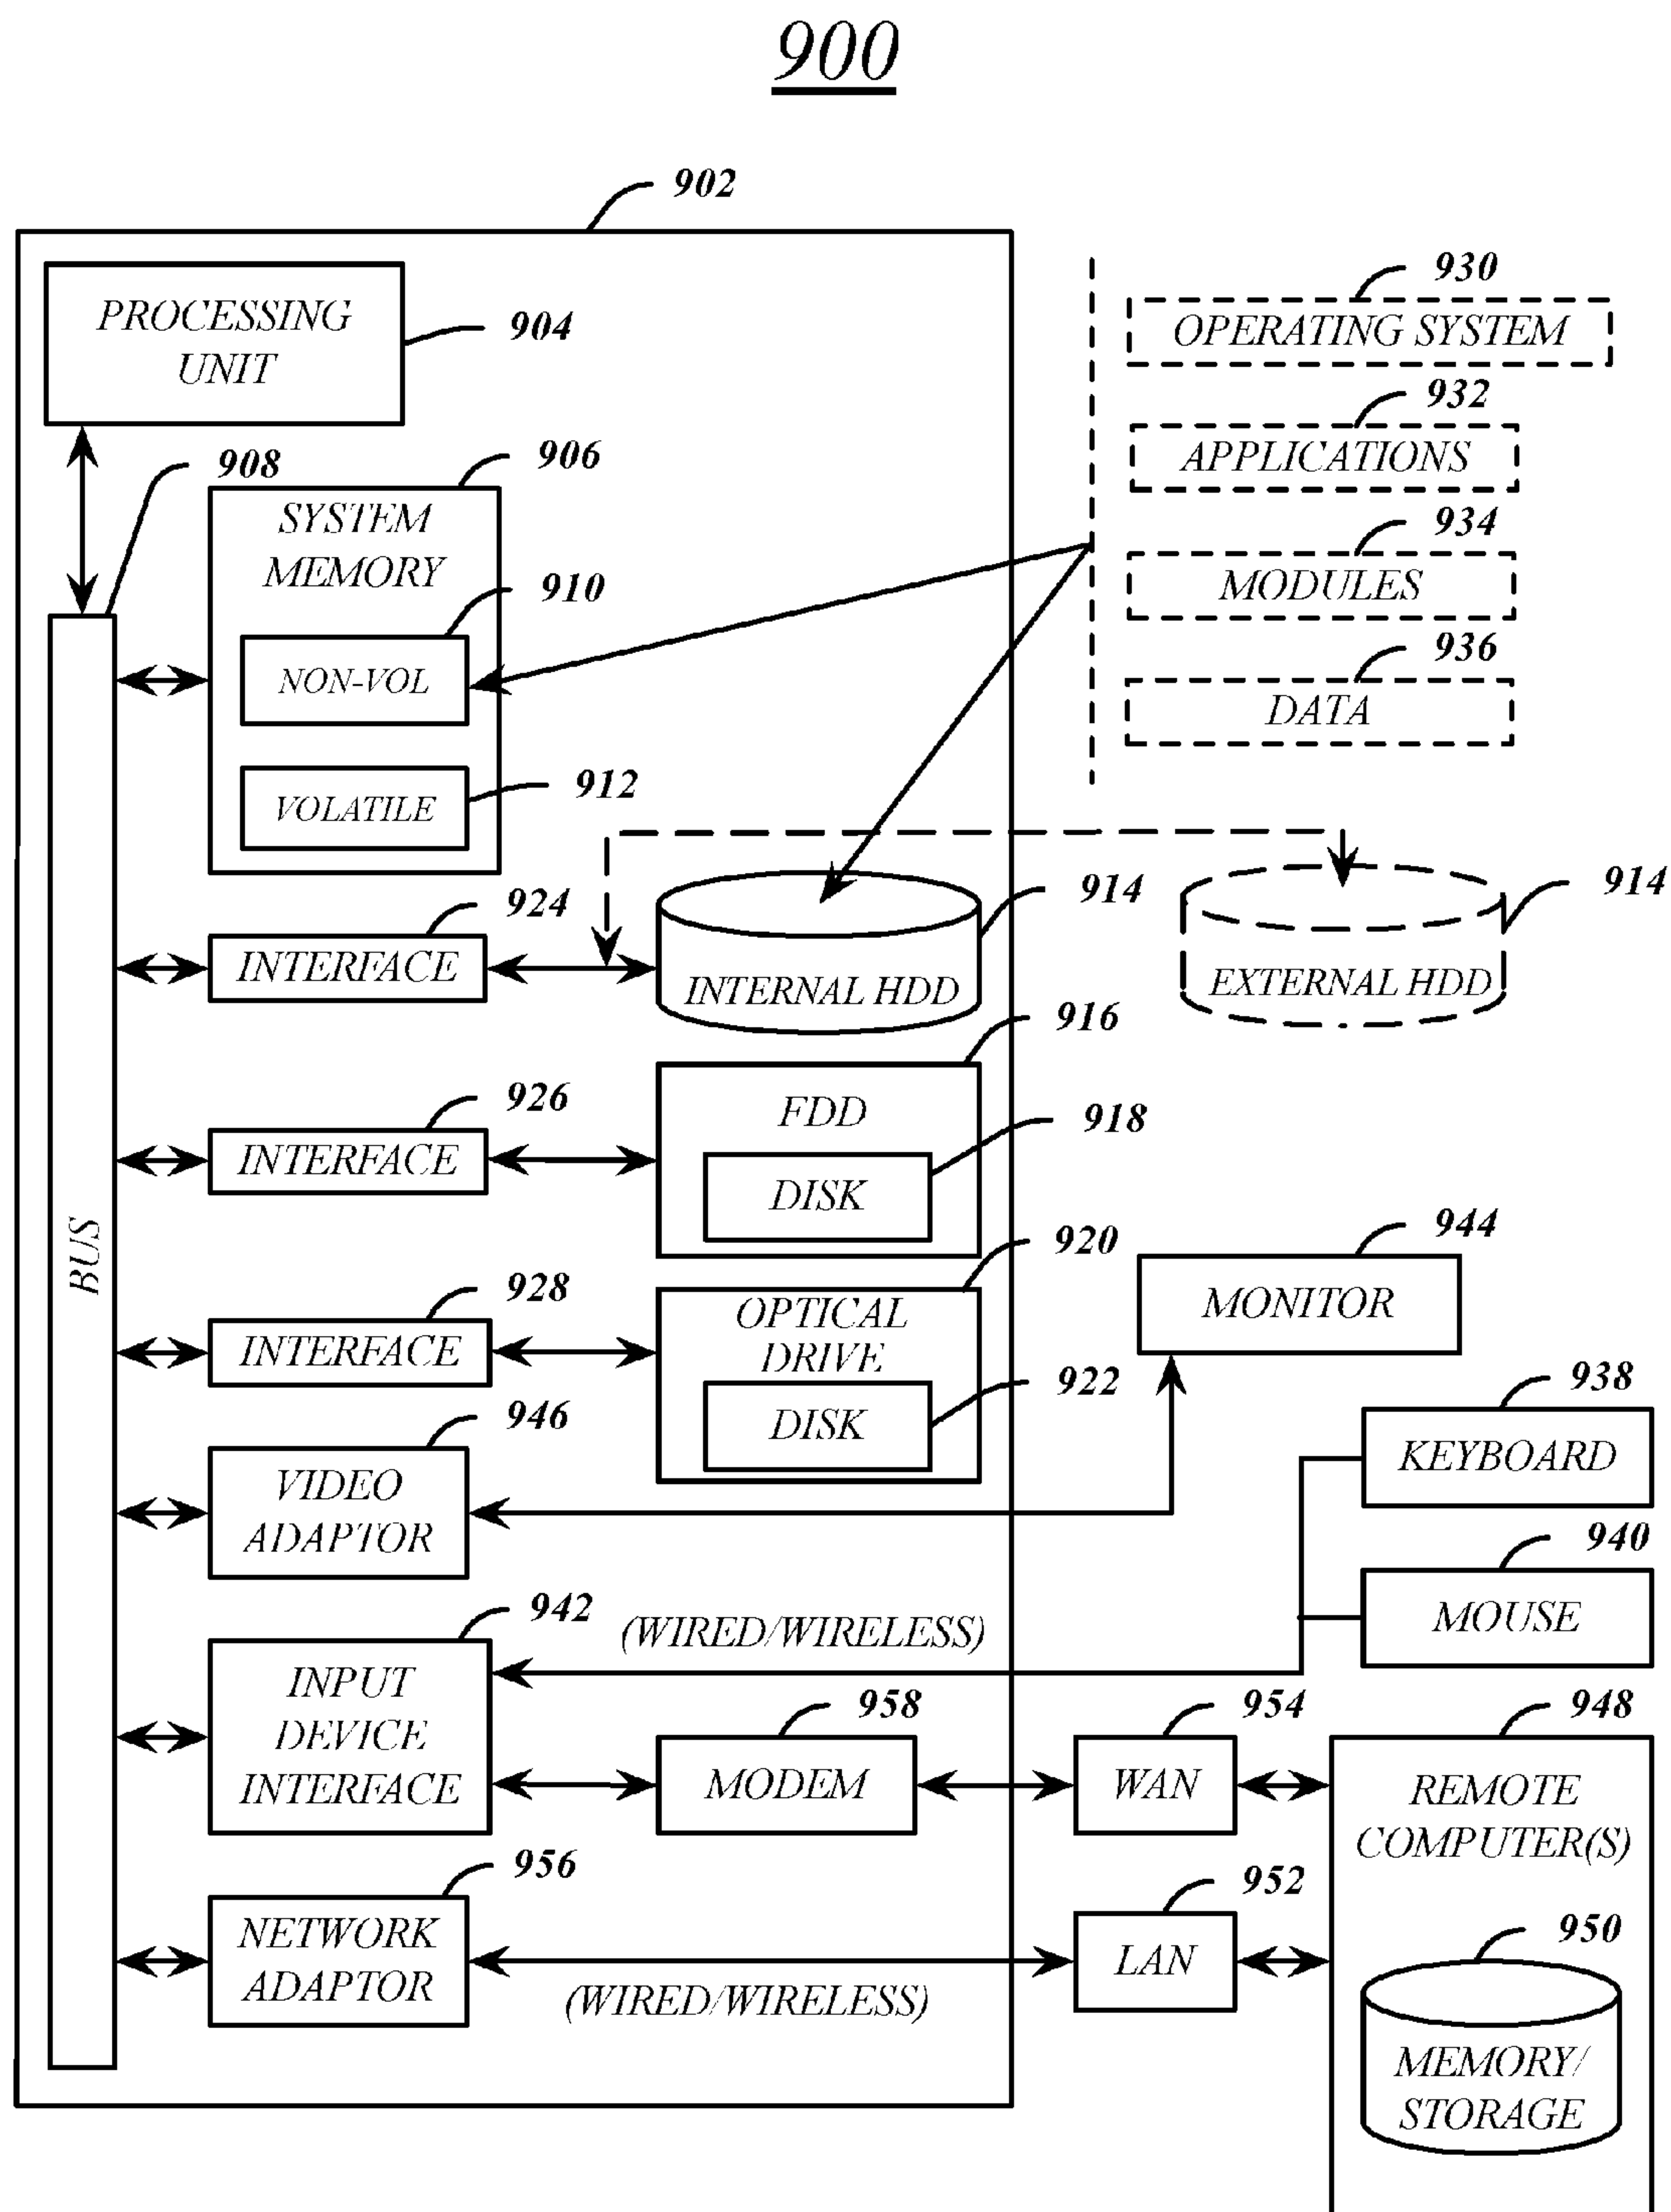 900
902
PROCESSING
UNIT
904
908
906
SYSTEM
MEMORY
910
NON-VOL
912
VOLATILE
930
OPERATING SYSTEM
932
APPLICATIONS
934
MODULES
936
DATA
BUS
924
INTERFACE
914
INTERNAL HDD
914
EXTERNAL HDD
926
INTERFACE
916
FDD
918
DISK
928
INTERFACE
920
OPTICAL
DRIVE
922
DISK
944
MONITOR
946
VIDEO
ADAPTOR
938
KEYBOARD
940
MOUSE
942
INPUT
DEVICE
INTERFACE
(WIRED/WIRELESS)
958
MODEM
954
WAN
948
REMOTE
COMPUTER(S)
956
NETWORK
ADAPTOR
(WIRED/WIRELESS)
952
LAN
950
MEMORY/
STORAGE